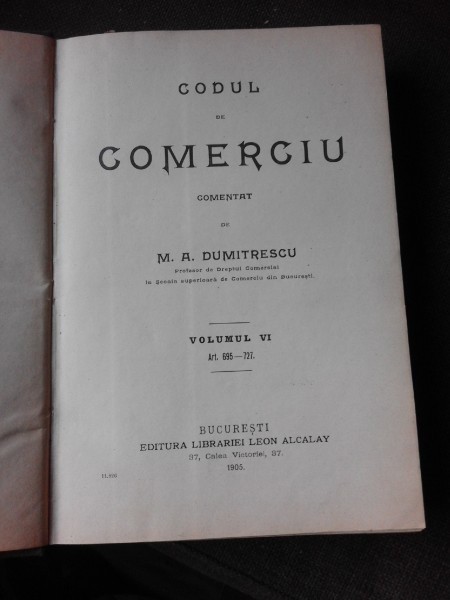 CODUL
DE
COMERCIU
COMENTAT
DE
M. A. DUMITRESCU
Profesor de Dreptul Comercial
la Școala superioară de Comerciu din București.
VOLUMUL VI
Art. 695—727.
BUCUREȘTI
EDITURA LIBRARIEI LEON ALCALAY
37, Calea Victoriei, 37.
1905.